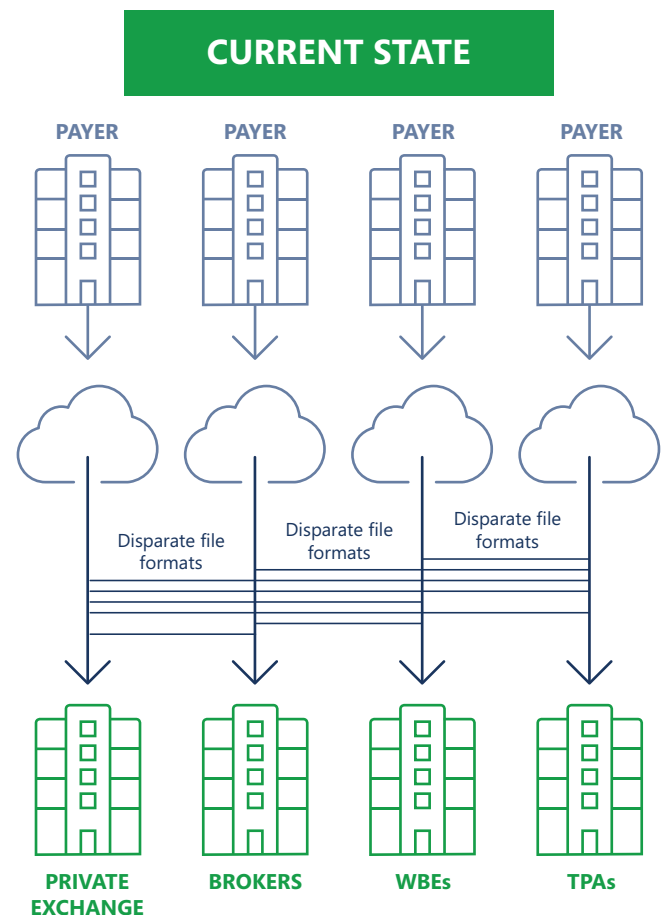 CURRENT STATE
PAYER
PAYER
PAYER
PAYER
Disparate file
formats
Disparate file
formats
Disparate file
formats
PRIVATE
EXCHANGE
BROKERS
WBEs
TPAs